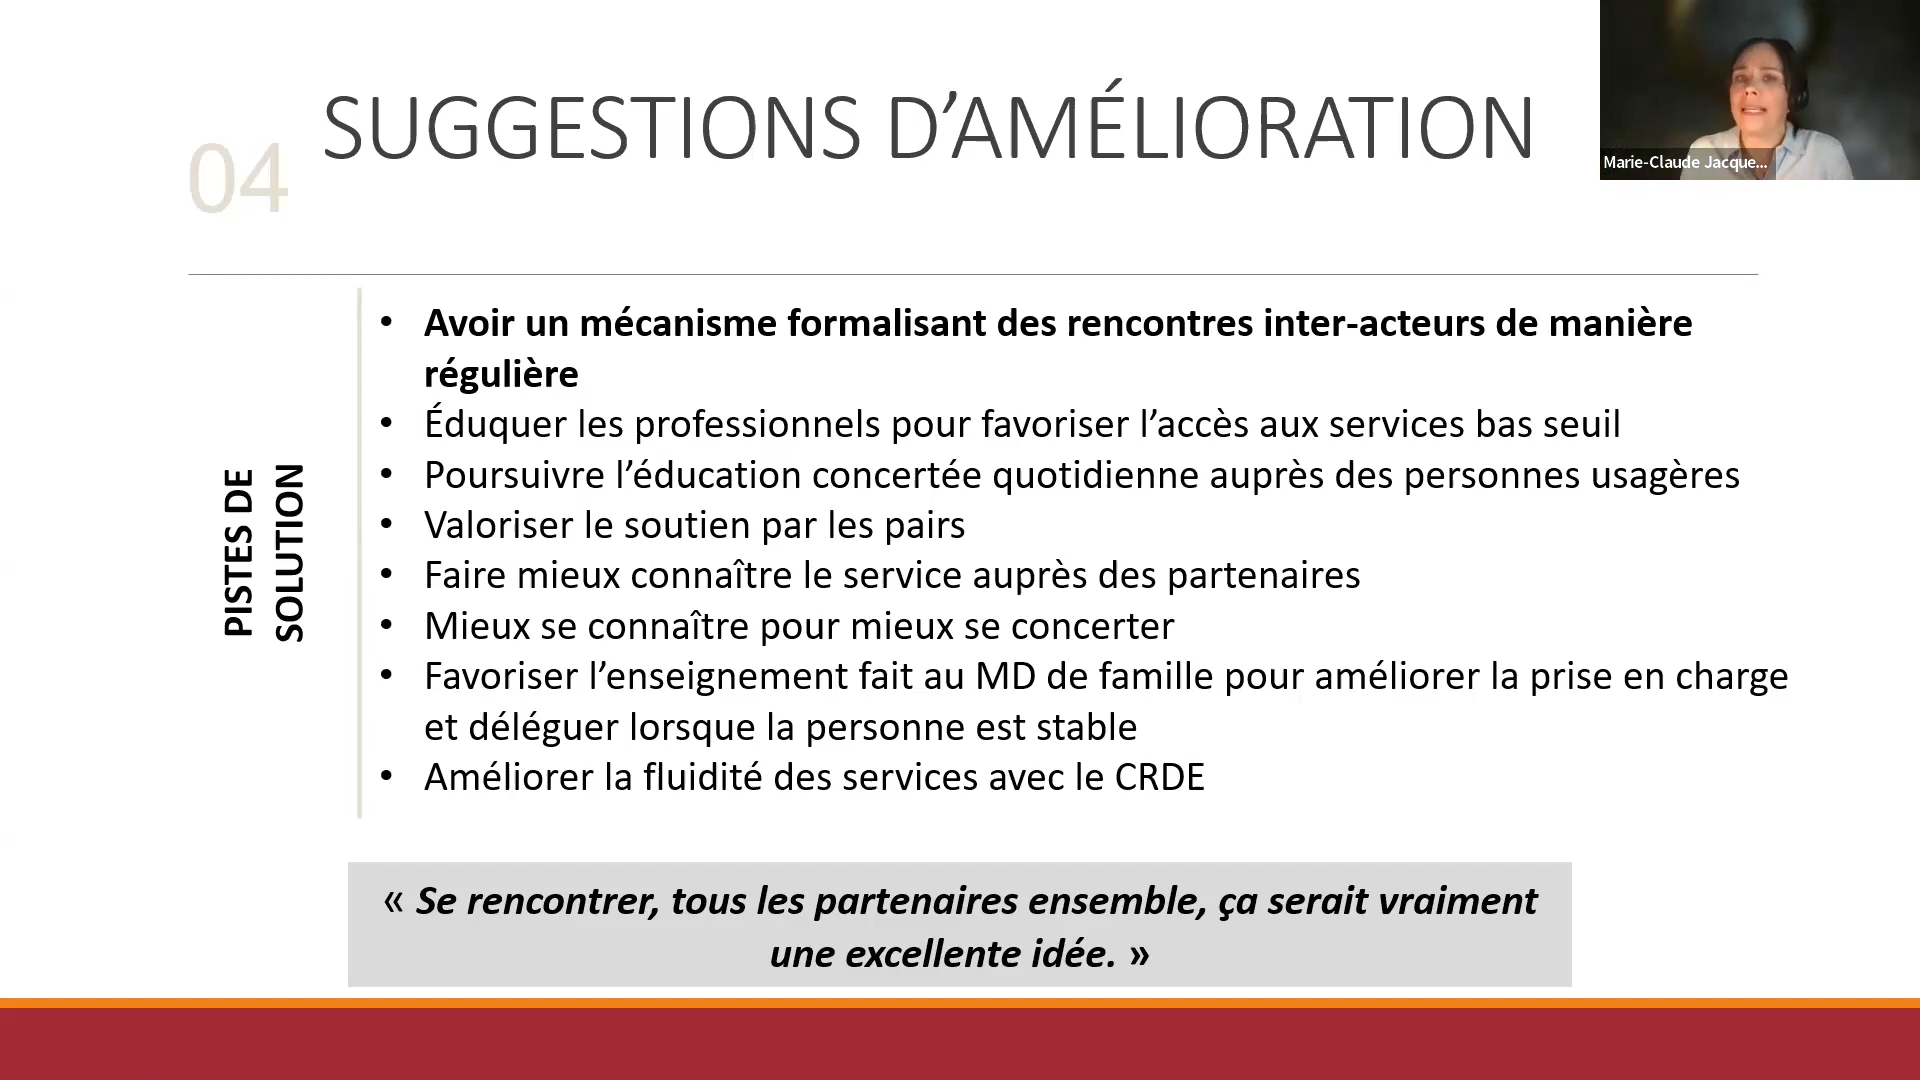 04
SUGGESTIONS D’AMÉLIORATION
Marie-Claude Jacque...
PISTES DE
SOLUTION
• Avoir un mécanisme formalisant des rencontres inter-acteurs de manière
régulière
• Éduquer les professionnels pour favoriser l’accès aux services bas seuil
• Poursuivre l’éducation concertée quotidienne auprès des personnes usagères
• Valoriser le soutien par les pairs
• Faire mieux connaître le service auprès des partenaires
• Mieux se connaître pour mieux se concerter
• Favoriser l’enseignement fait au MD de famille pour améliorer la prise en charge
et déléguer lorsque la personne est stable
• Améliorer la fluidité des services avec le CRDE
« Se rencontrer, tous les partenaires ensemble, ça serait vraiment
une excellente idée. »